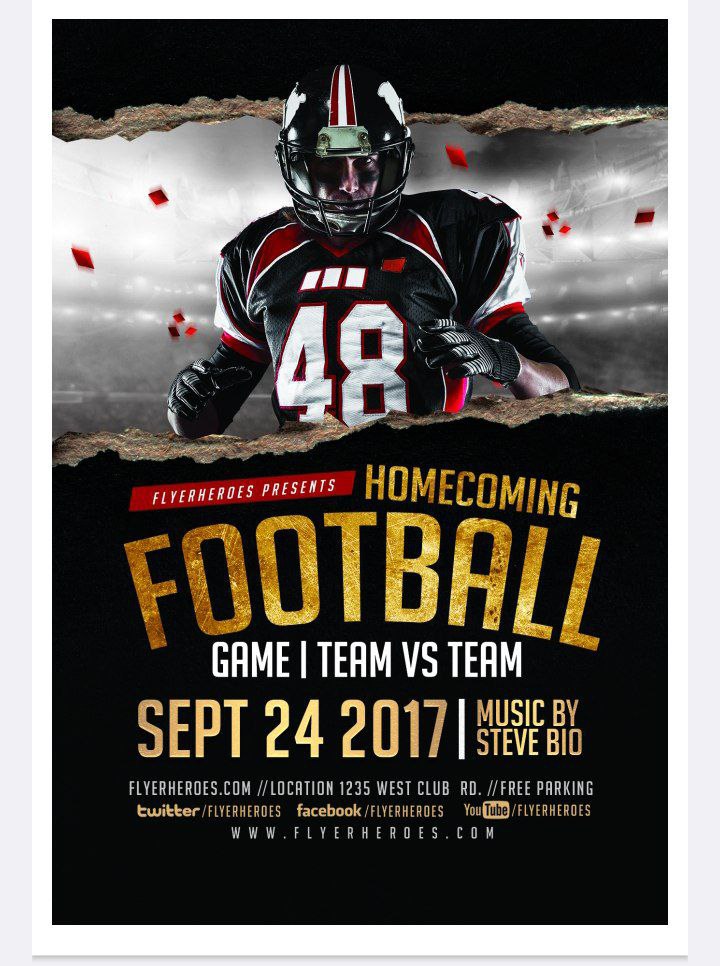 48
FLYERHEROES PRESENTS
HOMECOMING
FOOTBALL
GAME | TEAM VS TEAM
SEPT 24 2017 | MUSIC BY
STEVE BIO
FLYERHEROES.COM //LOCATION 1235 WEST CLUB RD. //FREE PARKING
twitter/FLYERHEROES facebook/FLYERHEROES YouTube/FLYERHEROES
WWW.FLYERHEROES.COM